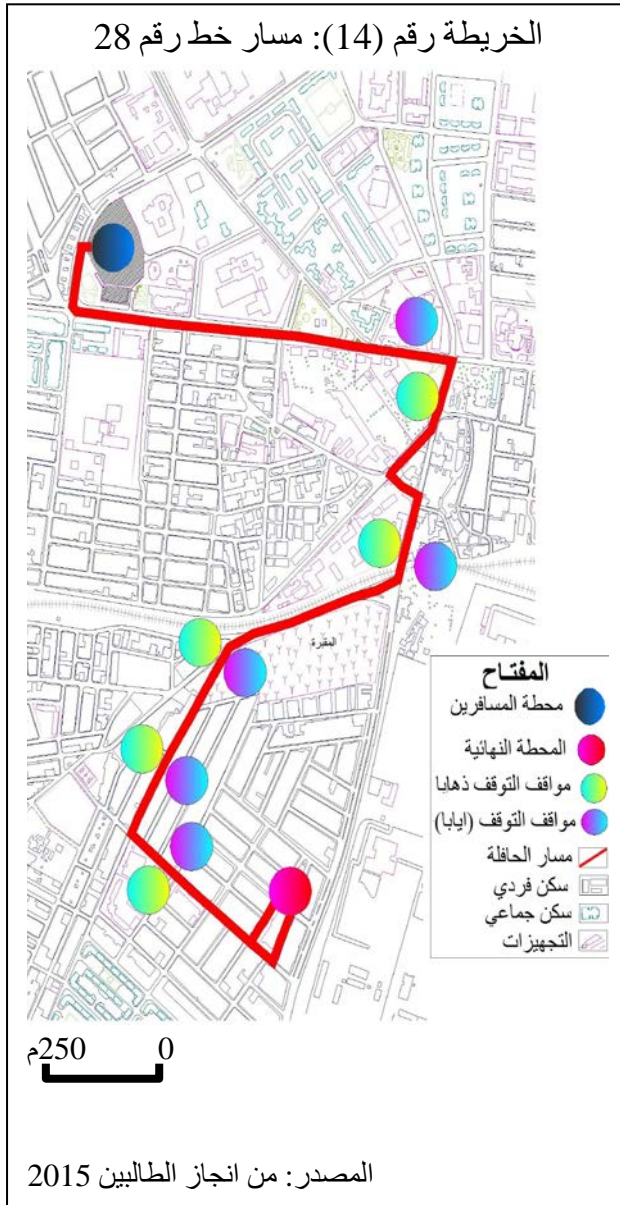 الخريطة رقم (14): مسار خط رقم 28
المقبرة
المفتاح
محطة المسافرين
المحطة النهائية
مواقف التوقف ذهابا
مواقف التوقف (ايابا)
مسار الحافلة
سكن فردي
سكن جماعي
التجهيزات
0 250م
المصدر: من انجاز الطالبين 2015